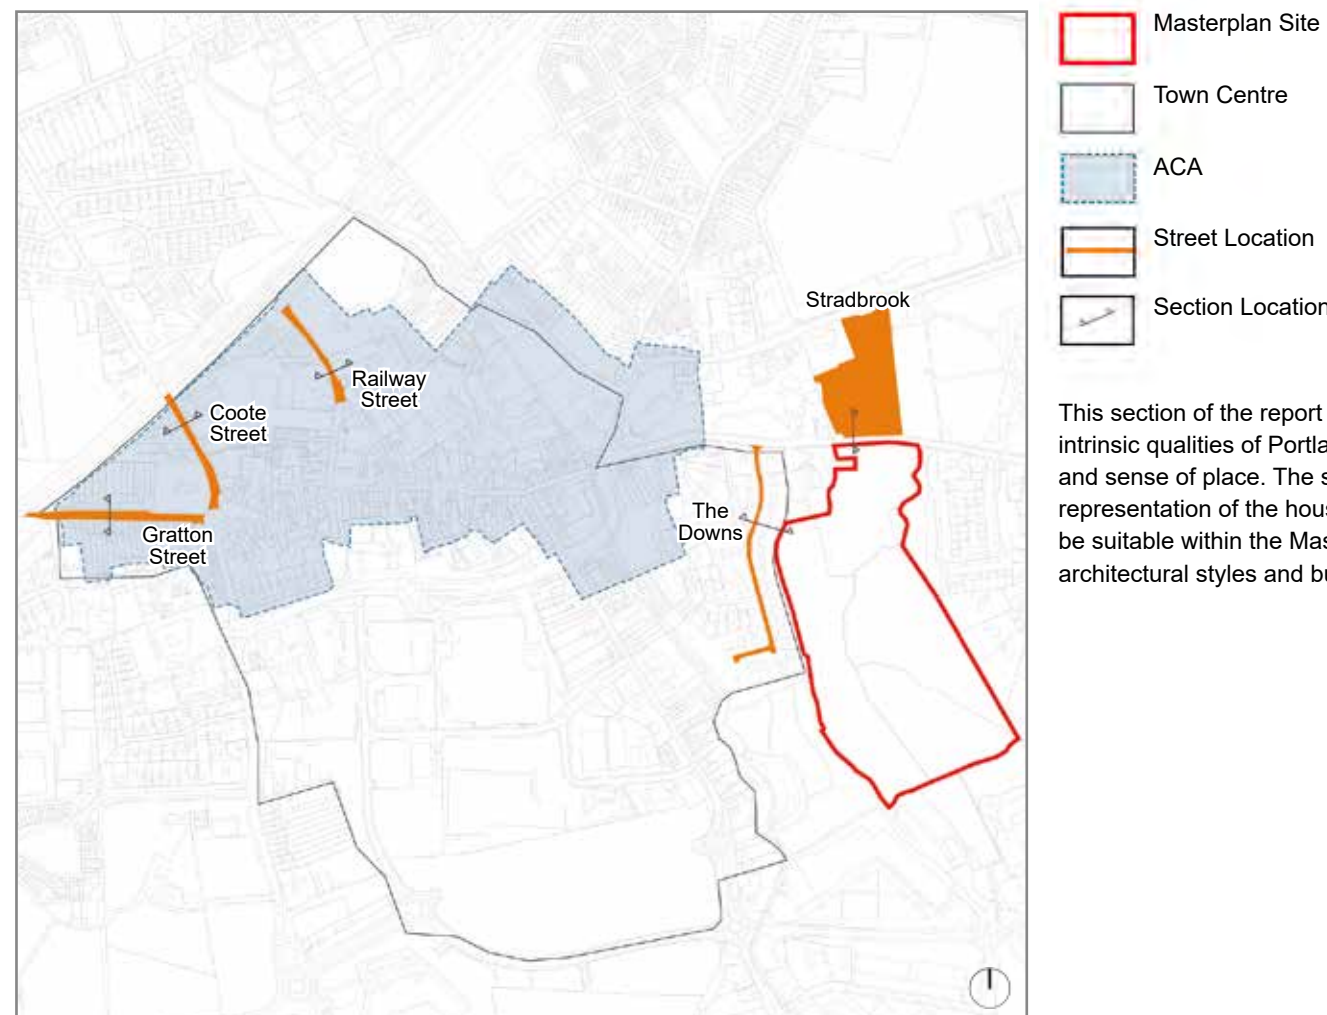 Masterplan Site
Town Centre
ACA
Street Location
Section Location
Stradbrook
Railway
Street
Coote
Street
Gratton
Street
The
Downs
This section of the report
intrinsic qualities of Portla
and sense of place. The s
representation of the hous
be suitable within the Mas
architectural styles and bu